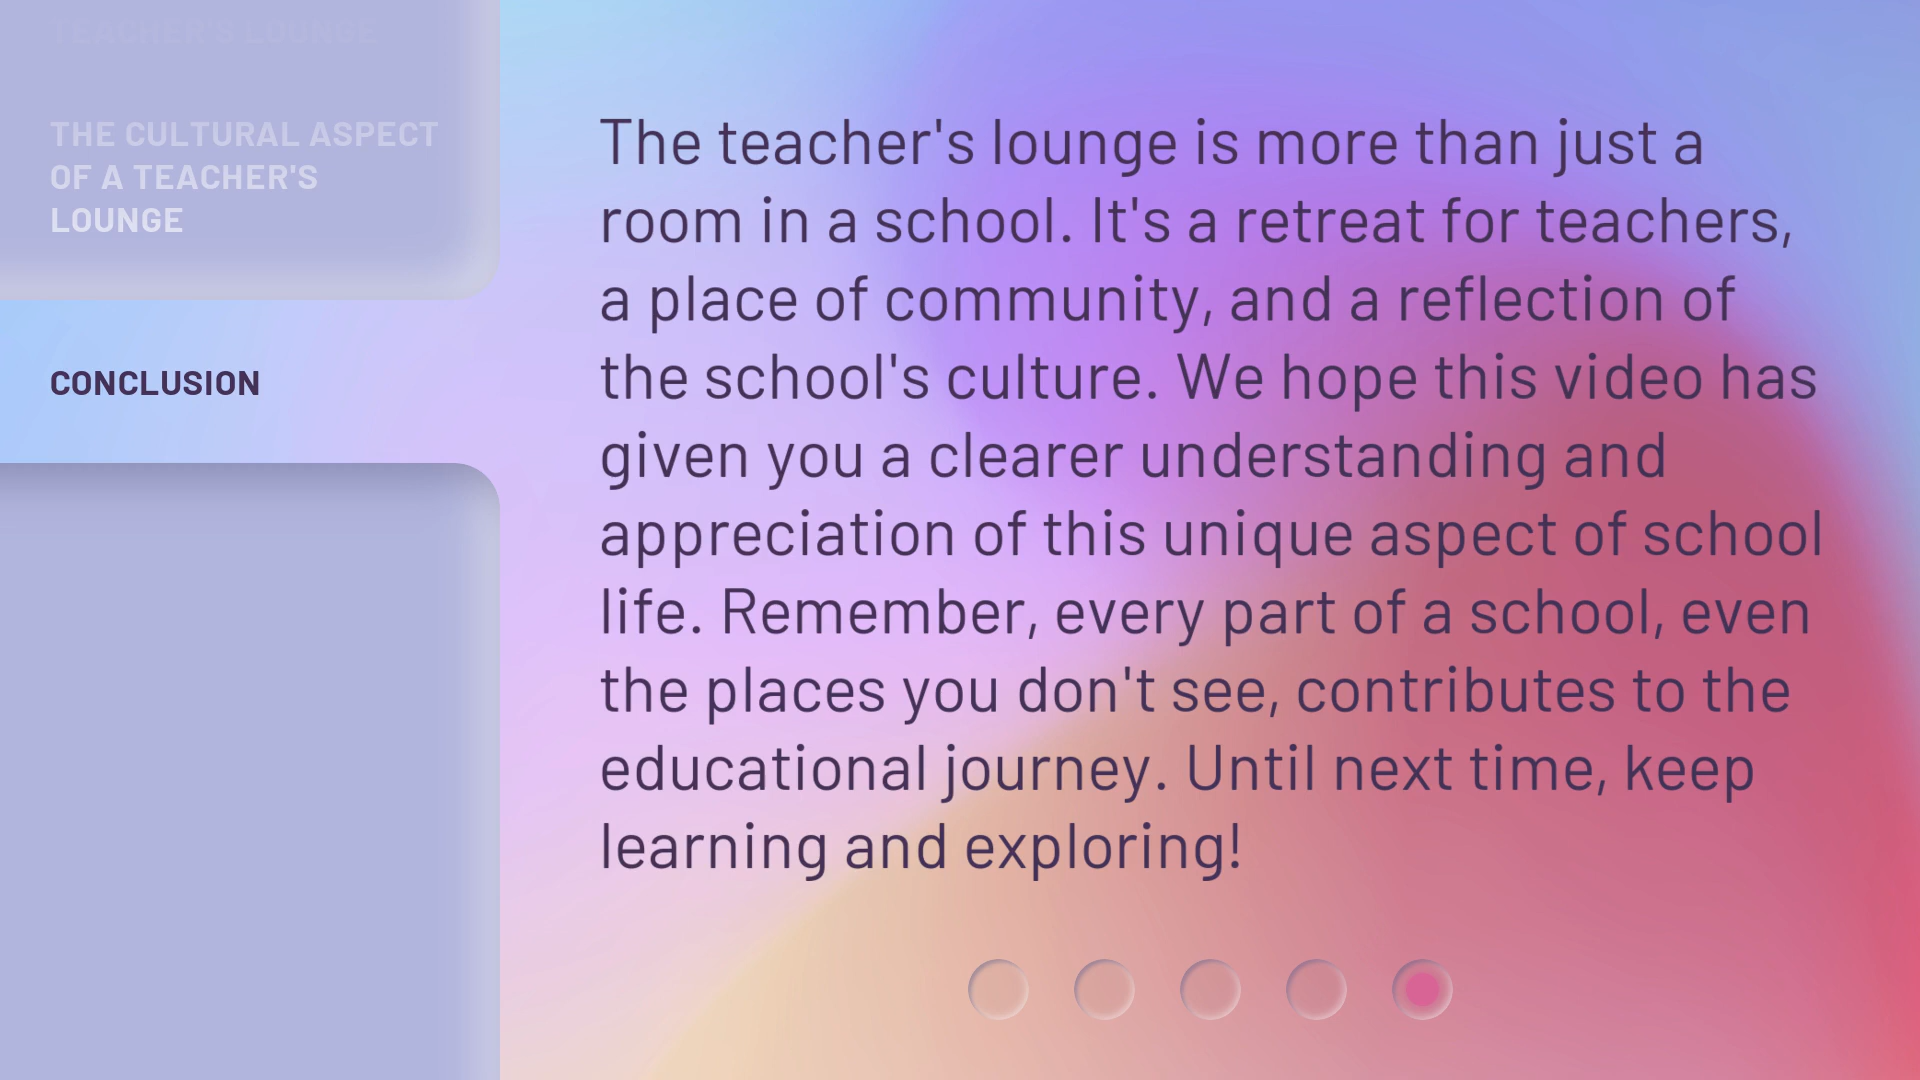 TEACHER'S LOUNGE
THE CULTURAL ASPECT
OF A TEACHER'S
LOUNGE
CONCLUSION
The teacher's lounge is more than just a
room in a school. It's a retreat for teachers,
a place of community, and a reflection of
the school's culture. We hope this video has
given you a clearer understanding and
appreciation of this unique aspect of school
life. Remember, every part of a school, even
the places you don't see, contributes to the
educational journey. Until next time, keep
learning and exploring!